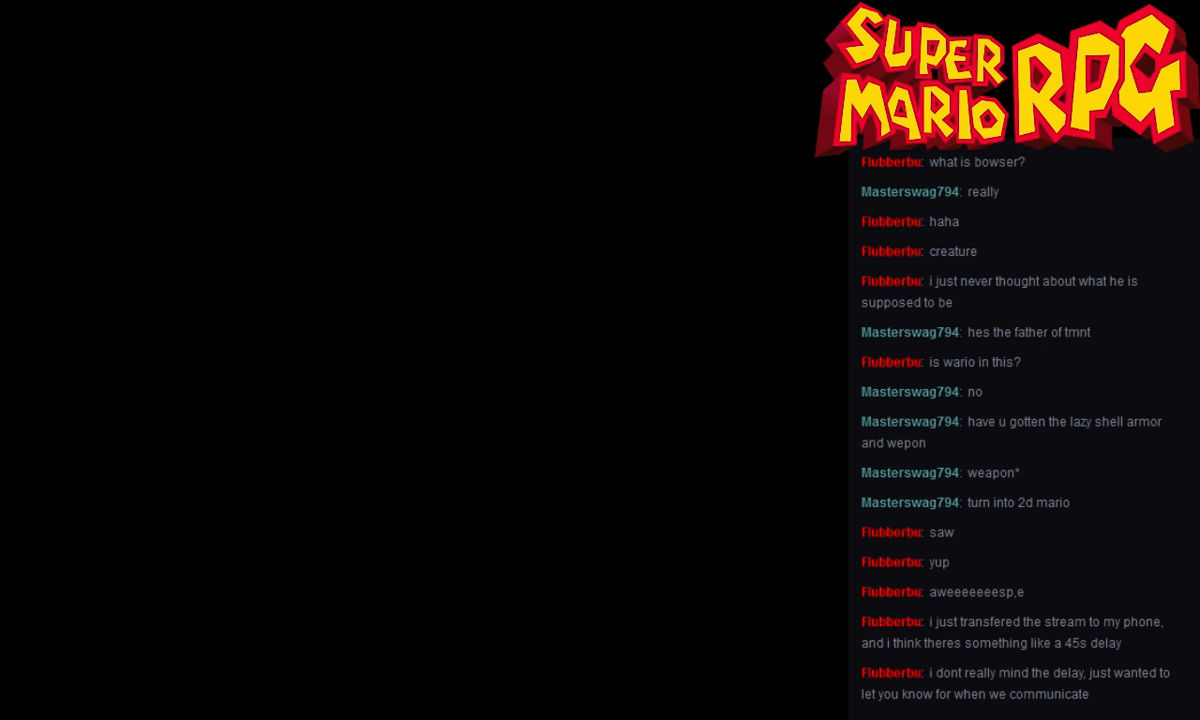 SUPER
MARIO RPG
Flubberbu: what is bowser?
Masterswag794: really
Flubberbu: haha
Flubberbu: creature
Flubberbu: i just never thought about what he is
supposed to be
Masterswag794: hes the father of tmnt
Flubberbu: is wario in this?
Masterswag794: no
Masterswag794: have u gotten the lazy shell armor
and wepon
Masterswag794: weapon*
Masterswag794: turn into 2d mario
Flubberbu: saw
Flubberbu: yup
Flubberbu: aweeeeeeesp,e
Flubberbu: i just transfered the stream to my phone,
and i think theres something like a 45s delay
Flubberbu: i dont really mind the delay, just wanted to
let you know for when we communicate